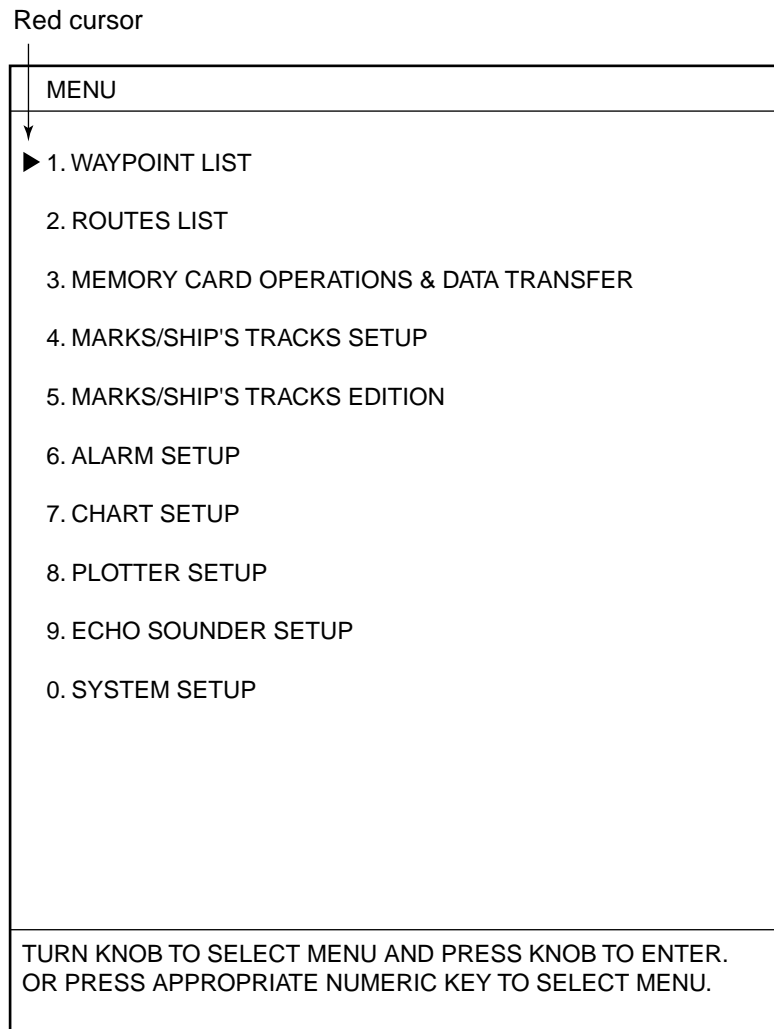 Red cursor
MENU
1. WAYPOINT LIST
2. ROUTES LIST
3. MEMORY CARD OPERATIONS & DATA TRANSFER
4. MARKS/SHIP'S TRACKS SETUP
5. MARKS/SHIP'S TRACKS EDITION
6. ALARM SETUP
7. CHART SETUP
8. PLOTTER SETUP
9. ECHO SOUNDER SETUP
0. SYSTEM SETUP
TURN KNOB TO SELECT MENU AND PRESS KNOB TO ENTER.
OR PRESS APPROPRIATE NUMERIC KEY TO SELECT MENU.